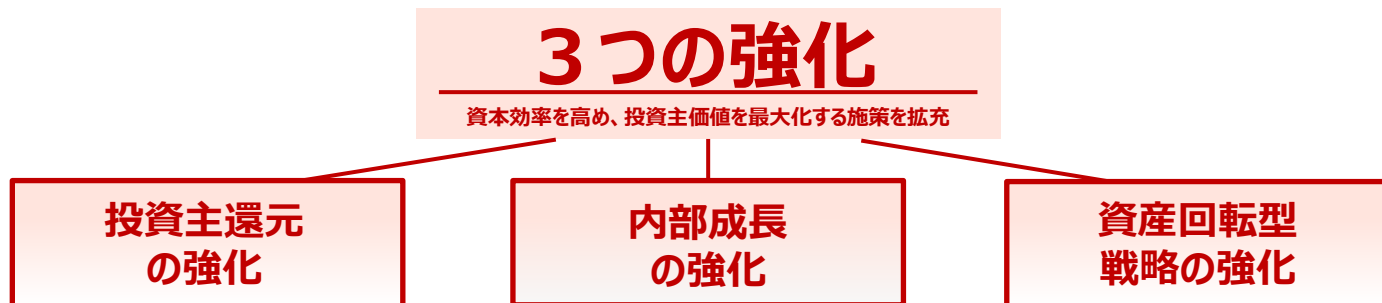 ３つの強化
資本効率を高め、投資主価値を最大化する施策を拡充
投資主還元
の強化
内部成長
の強化
資産回転型
戦略の強化